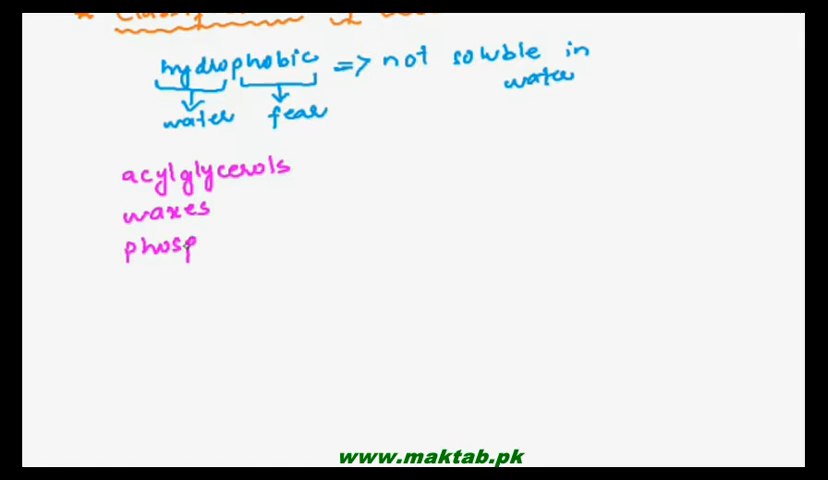 hydrophobic => not soluble in
water
water fear
acylglycerols
waxes
phosp
www.maktab.pk